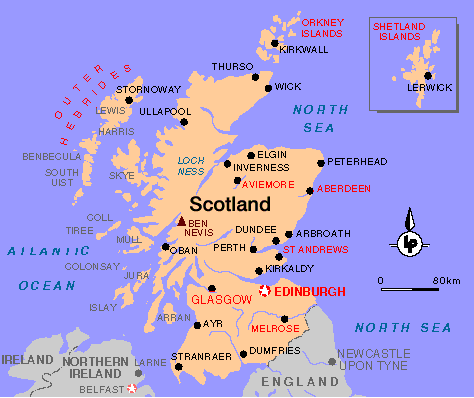 ORKNEY
ISLANDS
KIRKWALL
SHETLAND
ISLANDS
LERWICK
THURSO
WICK
OUTER
HEBRIDES
STORNOWAY
LEWIS
ULLAPOOL
HARRIS
NORTH
SEA
BENBECULA
SOUTH
UIST
SKYE
LOCH
NESS
ELGIN
INVERNESS
PETERHEAD
AVIEMORE
ABERDEEN
Scotland
COLL
TIREE
BEN
NEVIS
MULL
DUNDEE
ARBROATH
OBAN
PERTH
ST ANDREWS
ATLANTIC
OCEAN
COLONSAY
JURA
KIRKALDY
LP
0
80km
ISLAY
GLASGOW
EDINBURGH
ARRAN
AYR
MELROSE
NORTH SEA
IRELAND
NORTHERN
IRELAND
LARNE
BELFAST
STRANRAER
DUMFRIES
NEWCASTLE
UPON TYNE
ENGLAND